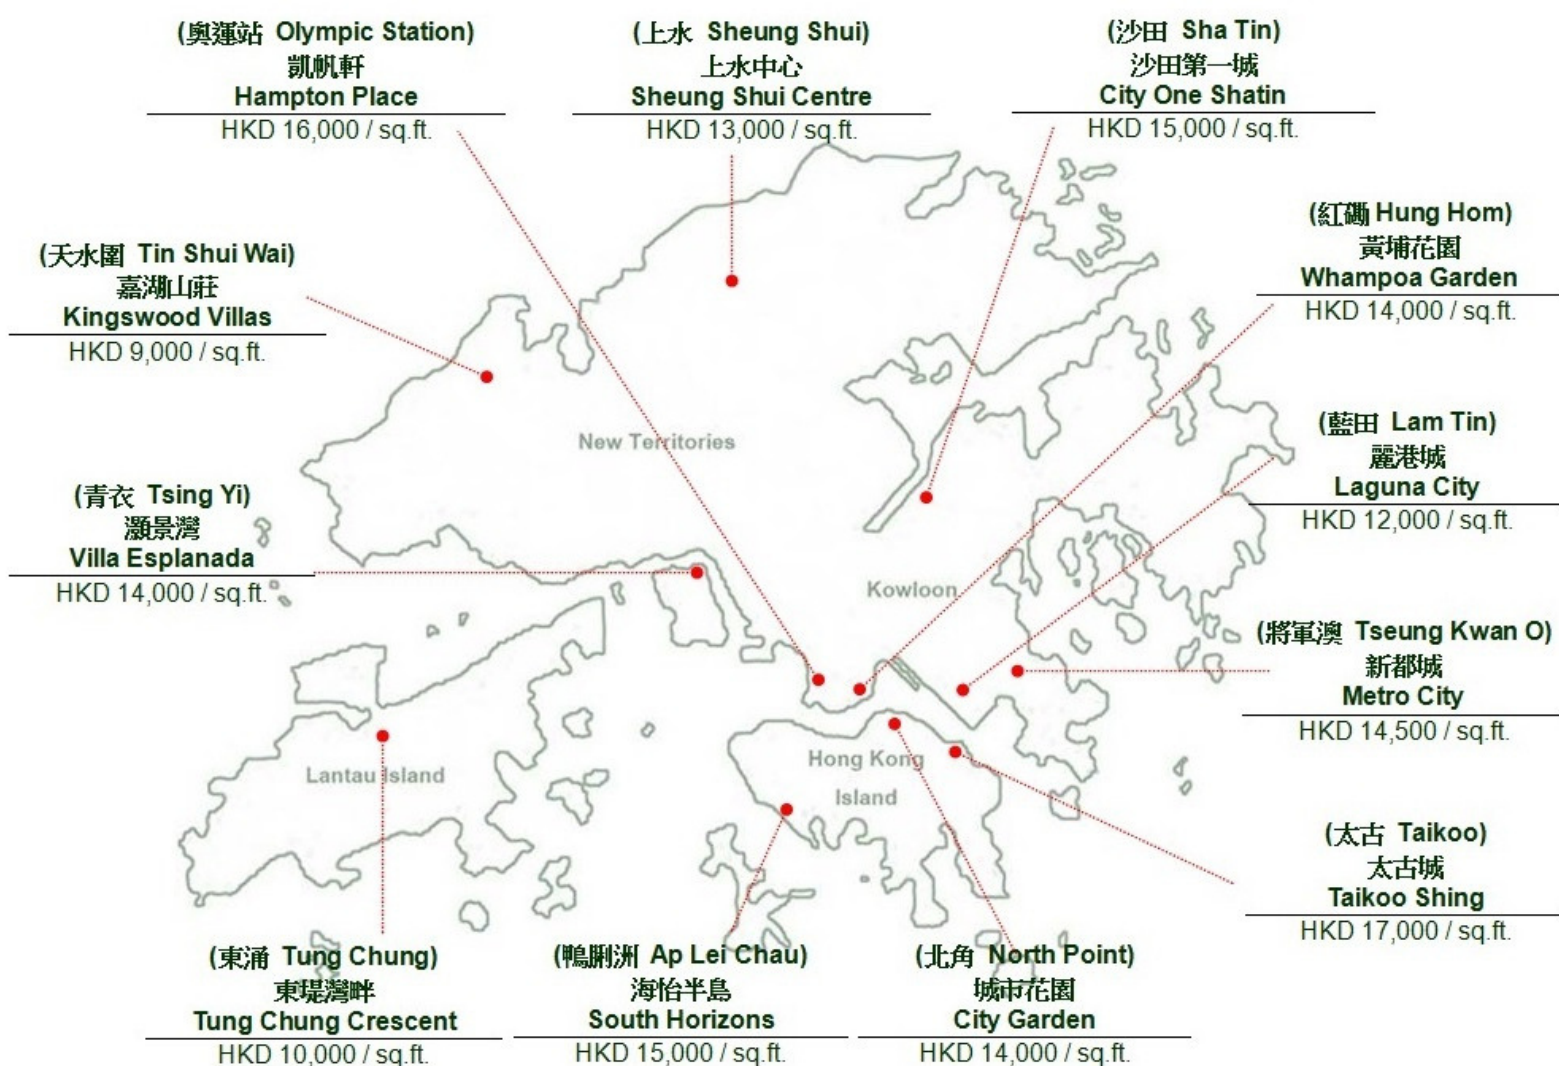 (奧運站 Olympic Station)
凱帆軒
Hampton Place
HKD 16,000 / sq.ft.
(上水 Sheung Shui)
上水中心
Sheung Shui Centre
HKD 13,000 / sq.ft.
(沙田 Sha Tin)
沙田第一城
City One Shatin
HKD 15,000 / sq.ft.
(紅磡 Hung Hom)
黃埔花園
Whampoa Garden
HKD 14,000 / sq.ft.
(天水圍 Tin Shui Wai)
嘉湖山莊
Kingswood Villas
HKD 9,000 / sq.ft.
(藍田 Lam Tin)
麗港城
Laguna City
HKD 12,000 / sq.ft.
New Territories
(青衣 Tsing Yi)
灝景灣
Villa Esplanada
HKD 14,000 / sq.ft.
Kowloon
(將軍澳 Tseung Kwan O)
新都城
Metro City
HKD 14,500 / sq.ft.
Lantau Island
Hong Kong
Island
(太古 Taikoo)
太古城
Taikoo Shing
HKD 17,000 / sq.ft.
(東涌 Tung Chung)
東堤灣畔
Tung Chung Crescent
HKD 10,000 / sq.ft.
(鴨脷洲 Ap Lei Chau)
海怡半島
South Horizons
HKD 15,000 / sq.ft.
(北角 North Point)
城市花園
City Garden
HKD 14,000 / sq.ft.